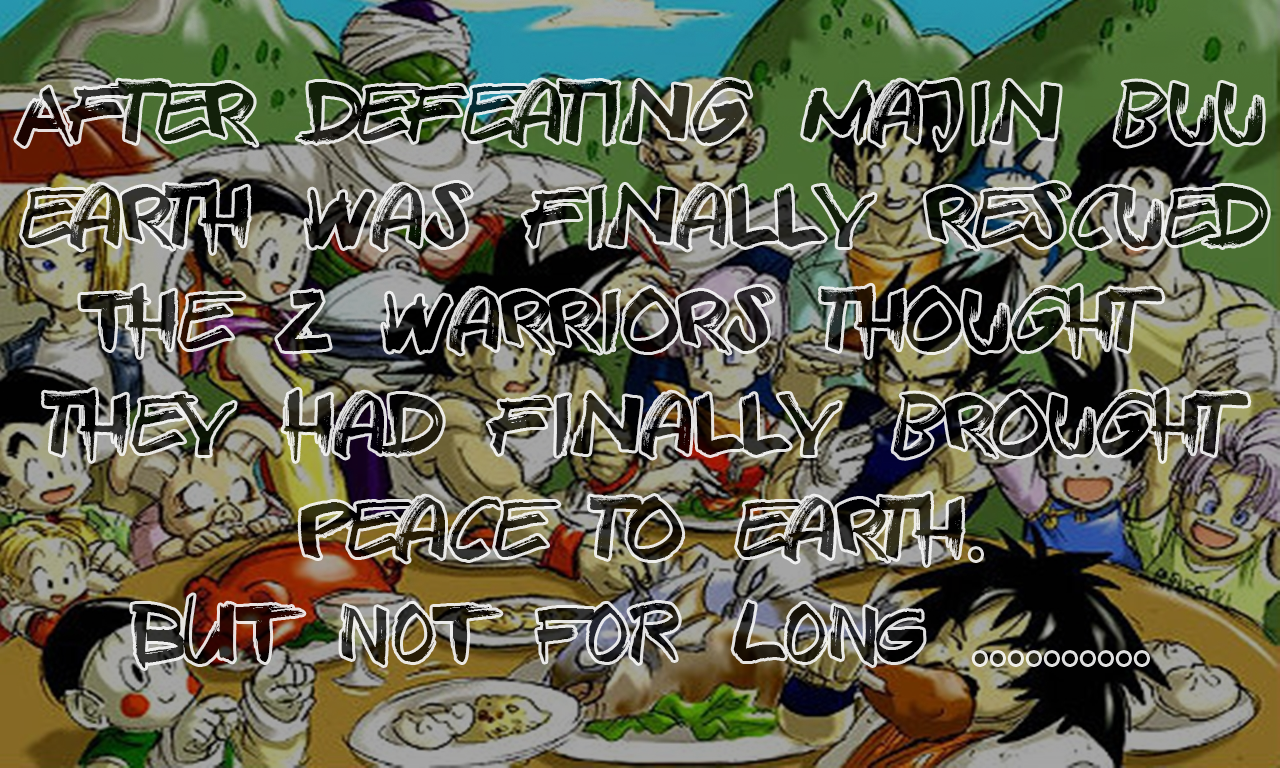 AFTER DEFEATING MAJIN BUU
EARTH WAS FINALLY RESCUED
THE Z WARRIORS THOUGHT
THEY HAD FINALLY BROUGHT
PEACE TO EARTH.
BUT NOT FOR LONG ..........